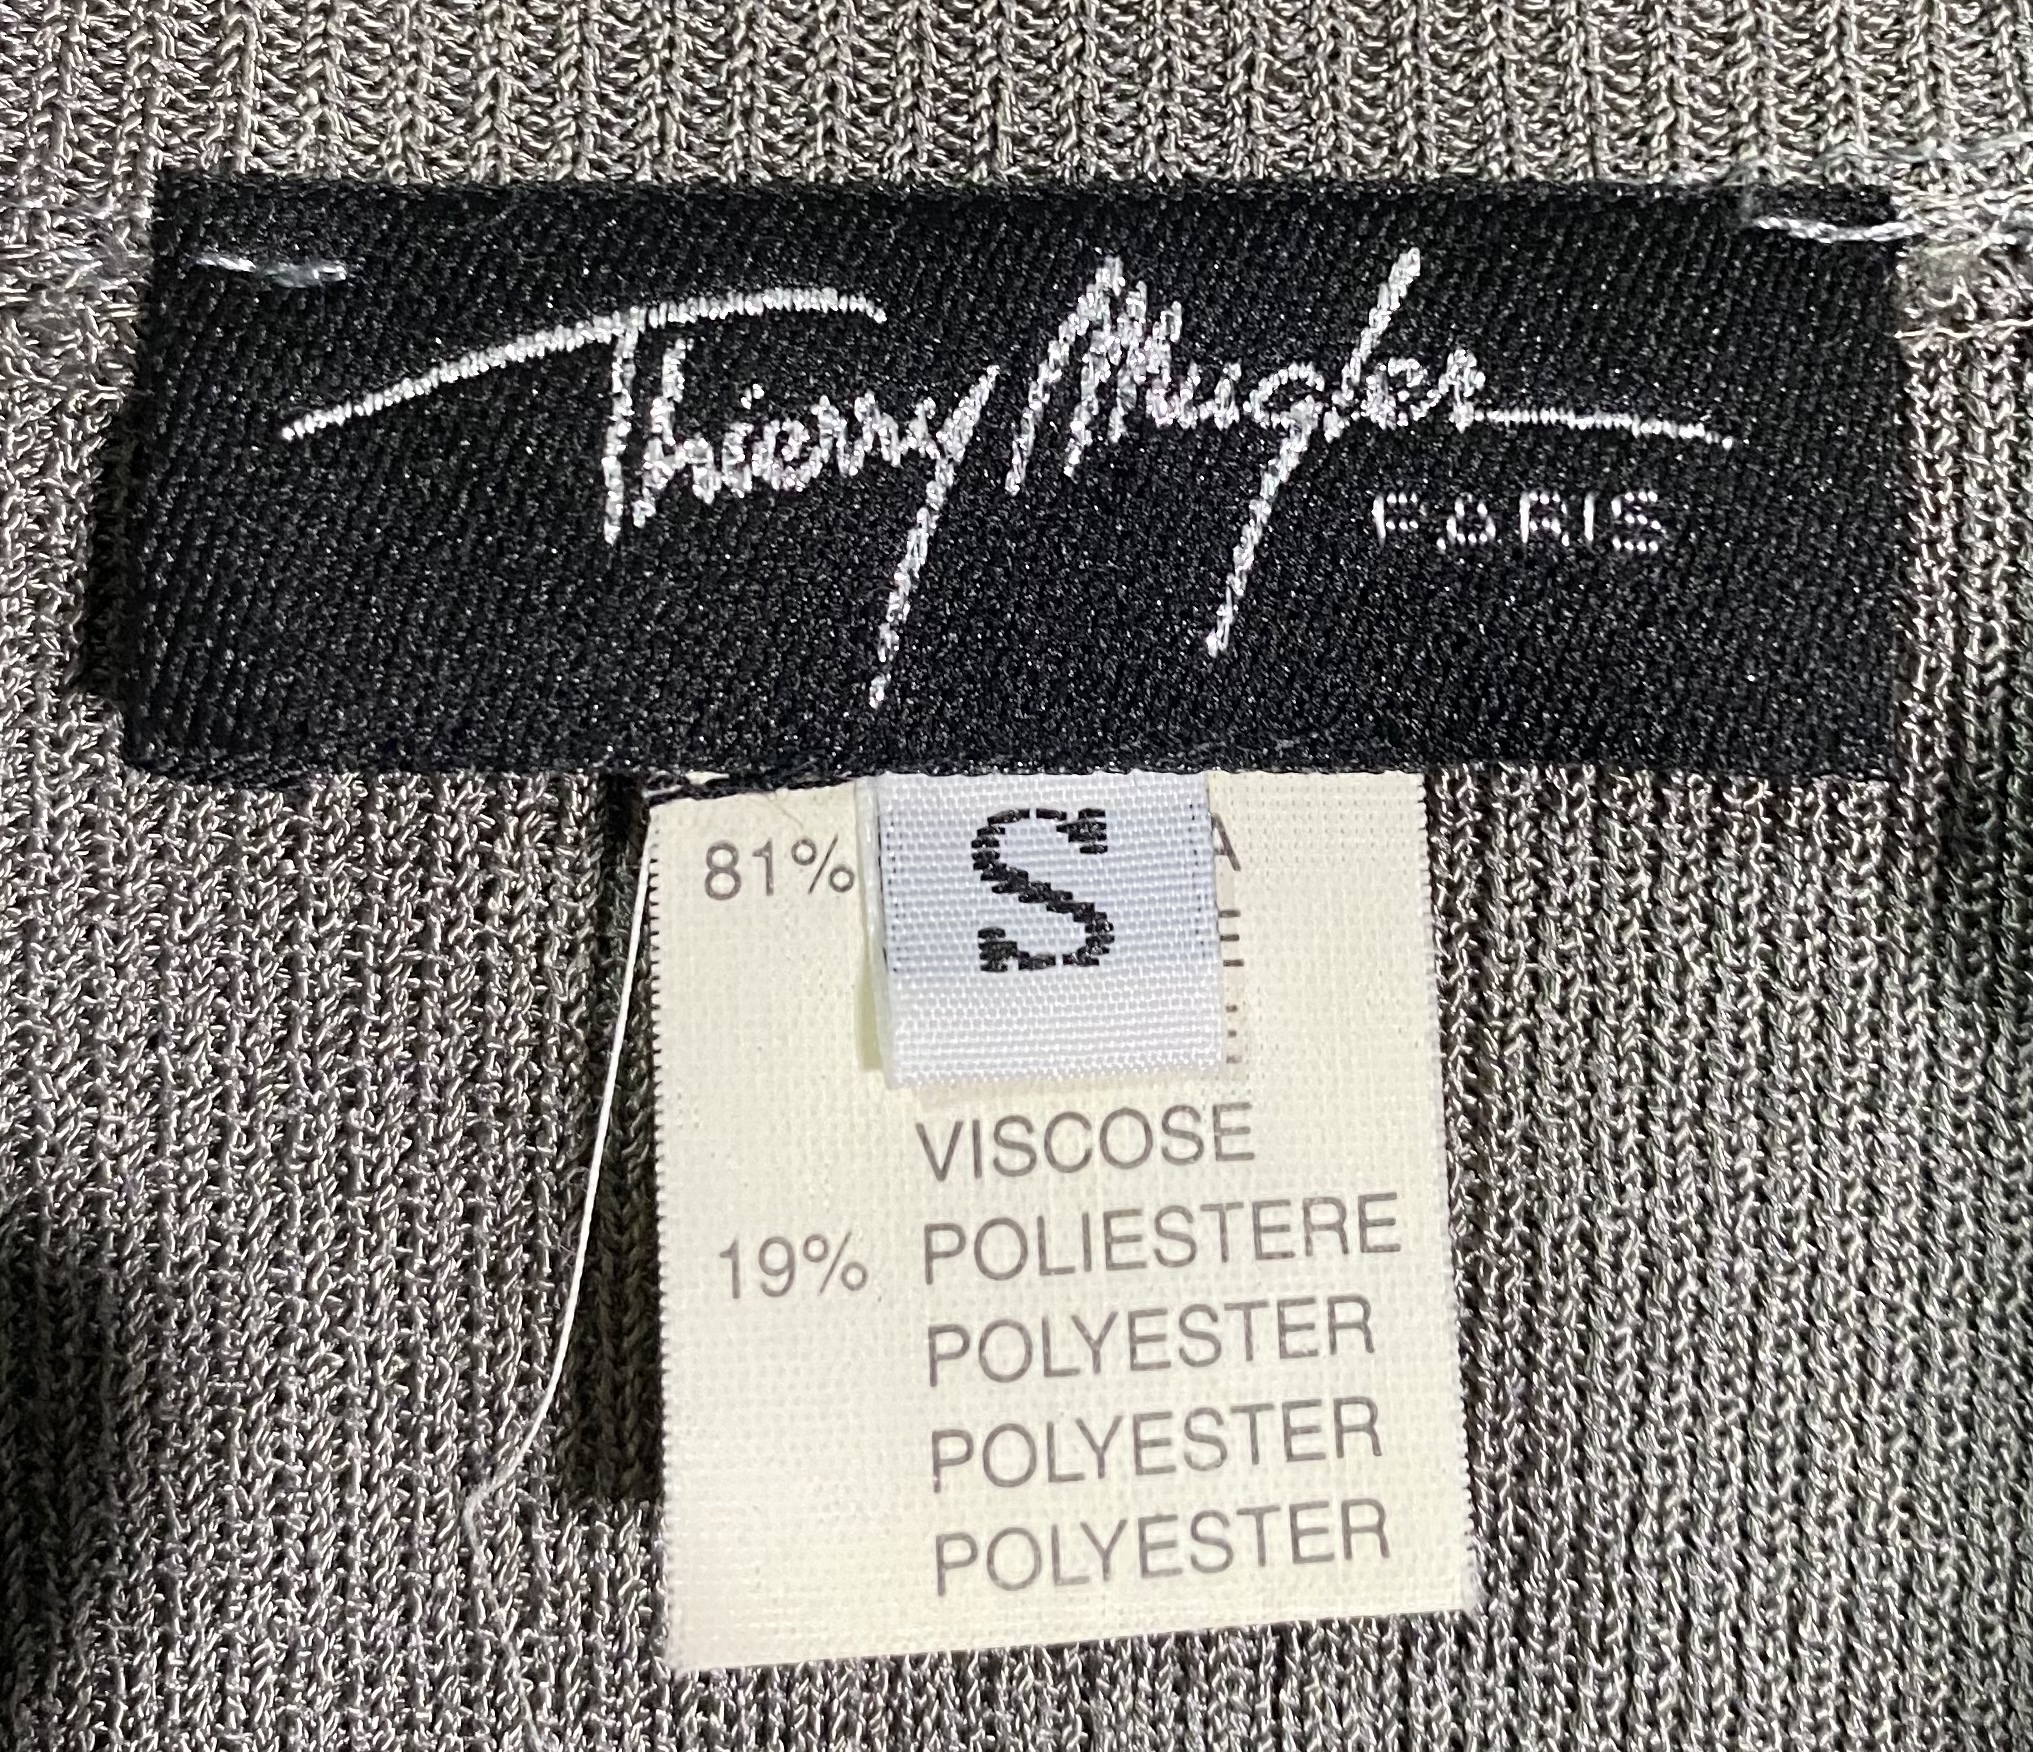 Thierry Mugler
PARIS
S
81%
VISCOSE
19% POLIESTERE
POLYESTER
POLYESTER
POLYESTER